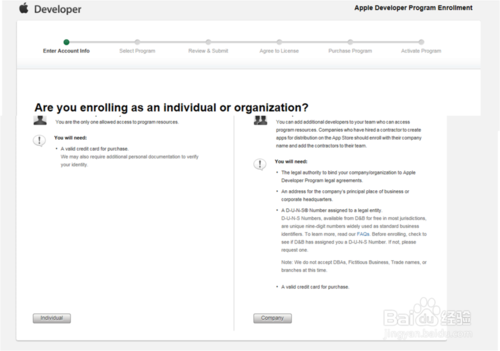 Developer
Apple Developer Program Enrollment
Enter Account Info
Select Program
Review & Submit
Agree to License
Purchase Program
Activate Program
Are you enrolling as an individual or organization?
You are the only one allowed access to program resources.
You will need:
• A valid credit card for purchase.
We may also require additional personal documentation to verify
your identity.
Individual
You can add additional developers to your team who can access
program resources. Companies who have hired a contractor to create
apps for distribution on the App Store should enroll with their company
name and add the contractors to their team.
You will need:
• The legal authority to bind your company/organization to Apple
Developer Program legal agreements.
• An address for the company's principal place of business or
corporate headquarters.
• A D-U-N-S® Number assigned to a legal entity.
D-U-N-S Numbers, available from D&B for free in most jurisdictions,
are unique nine-digit numbers widely used as standard business
identifiers. To learn more, read our FAQs. Before enrolling, check to
see if D&B has assigned you a D-U-N-S Number. If not, please
request one.
Note: We do not accept DBAs, Fictitious Business, Trade names, or
branches at this time.
• A valid credit card for purchase.
Company
Baidu经验
jingyan.baidu.com